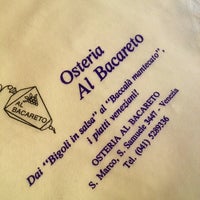 Osteria
Al Bacareto
AL
BACARETO
Dai "Bigoli in salsa" al "Baccalà mantecato",
i piatti veneziani!
OSTERIA AL BACARETO
S. Marco, S. Samuele 3447 - Venezia
Tel. (041) 5289336